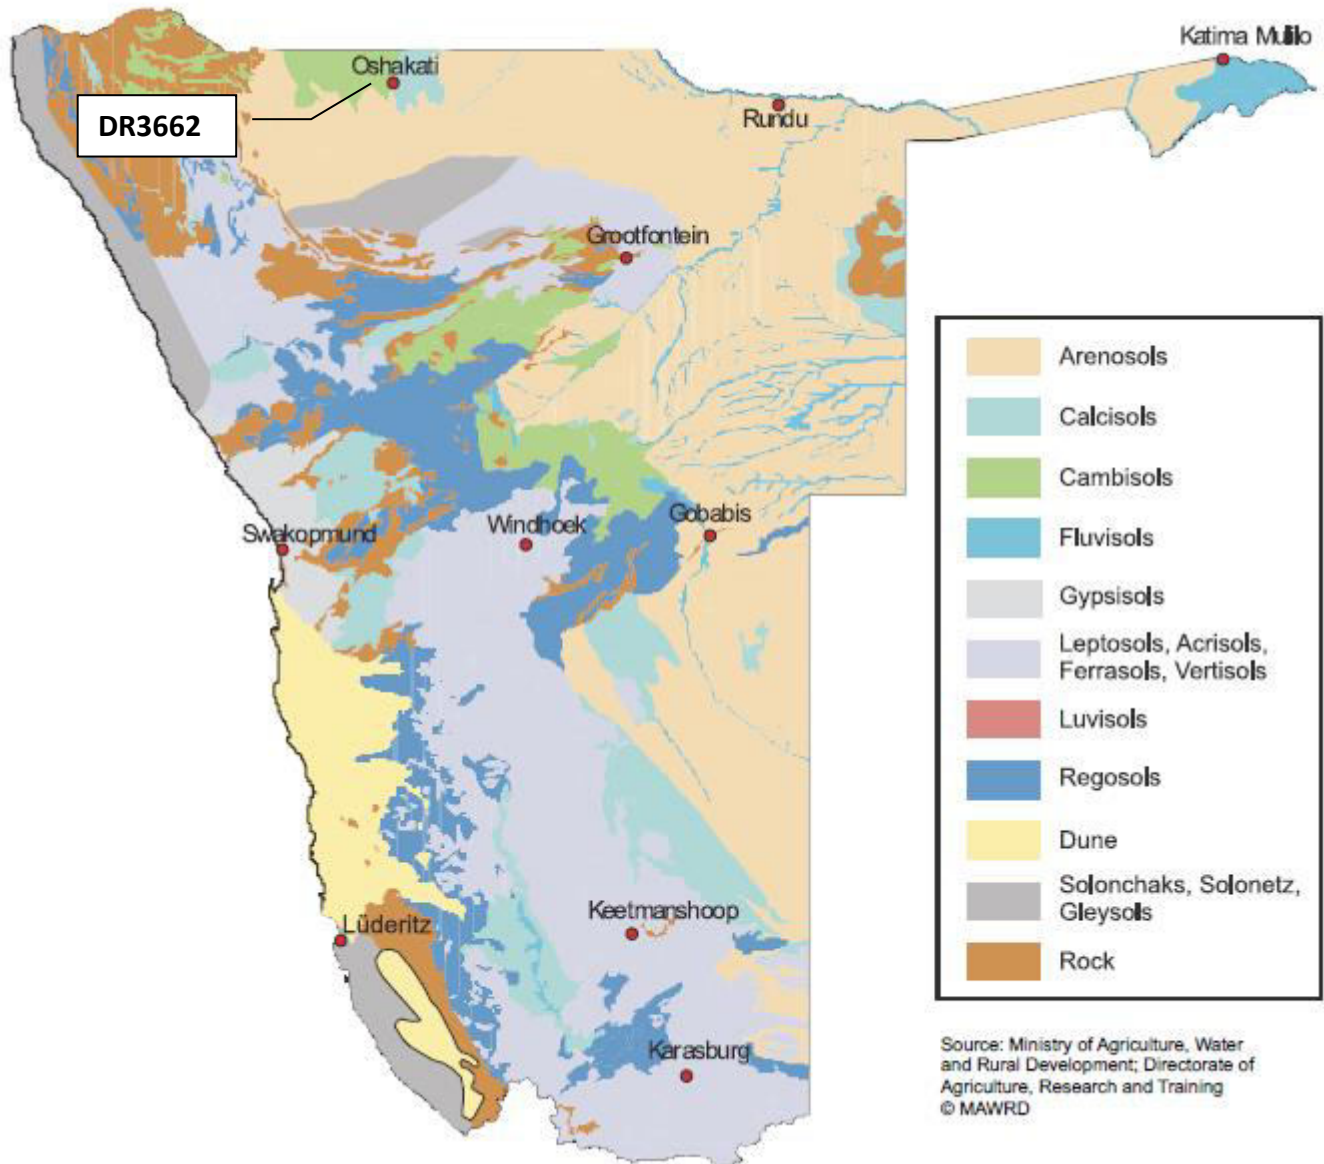 Katima Mulilo
Oshakati
DR3662
Rundu
Grootfontein
Swakopmund
Windhoek
Gobabis
Lüderitz
Keetmanshoop
Karasburg
Arenosols
Calcisols
Cambisols
Fluvisols
Gypsisols
Leptosols, Acrisols,
Ferrasols, Vertisols
Luvisols
Regosols
Dune
Solonchaks, Solonetz,
Gleysols
Rock
Source: Ministry of Agriculture, Water
and Rural Development; Directorate of
Agriculture, Research and Training
© MAWRD